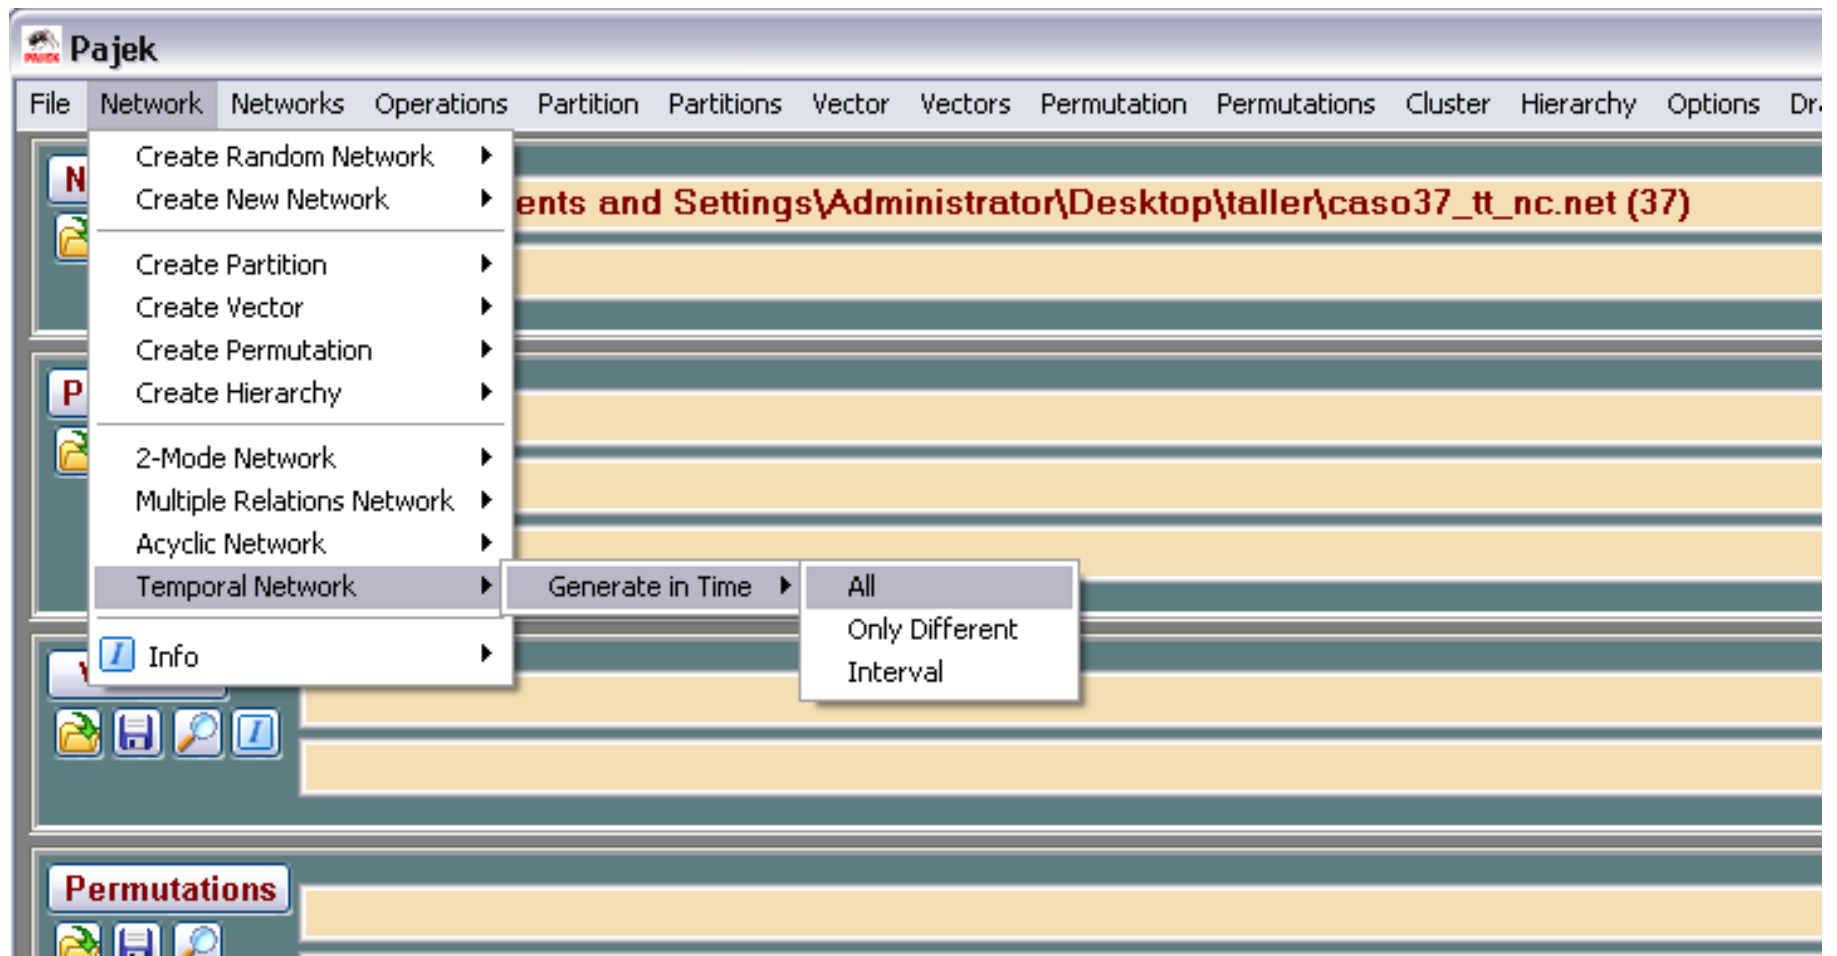 Pajek
File Network Networks Operations Partition Partitions Vector Vectors Permutation Permutations Cluster Hierarchy Options
Create Random Network
Create New Network
ents and Settings\Administrator\Desktop\taller\caso37_tt_nc.net (37)
Create Partition
Create Vector
Create Permutation
Create Hierarchy
2-Mode Network
Multiple Relations Network
Acyclic Network
Temporal Network
Generate in Time
All
Only Different
Interval
Info
Permutations